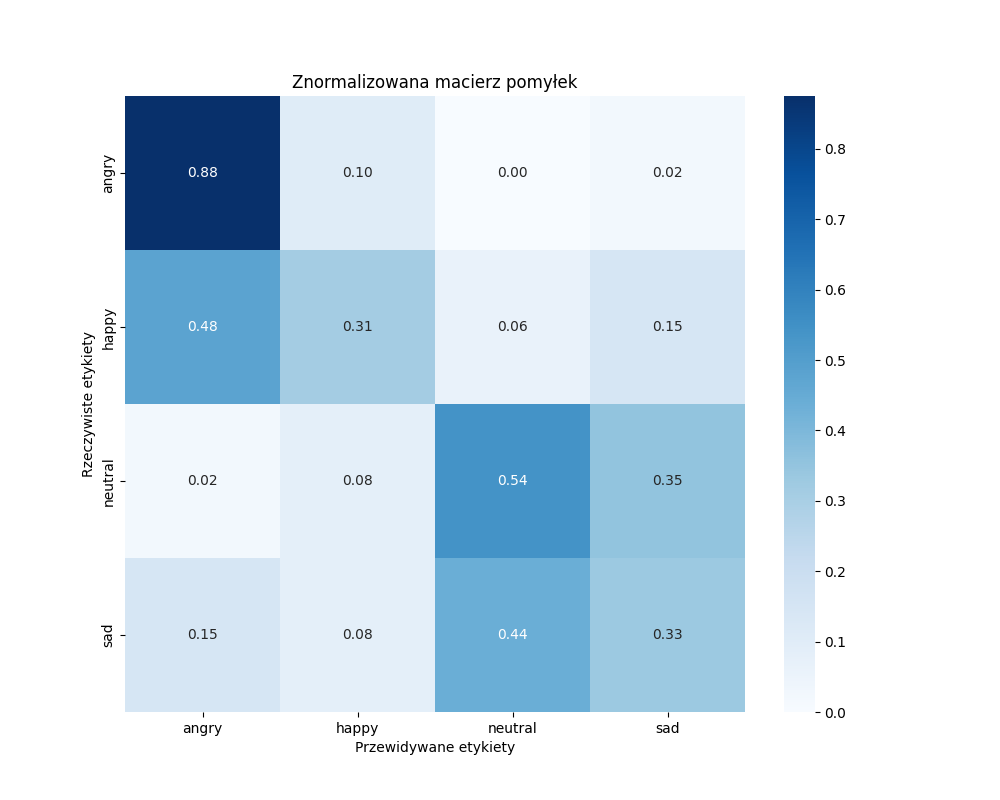 Znormalizowana macierz pomyłek
Rzeczywiste etykiety
angry
0.88 0.10 0.00 0.02
happy
0.48 0.31 0.06 0.15
neutral
0.02 0.08 0.54 0.35
sad
0.15 0.08 0.44 0.33
angry happy neutral sad
Przewidywane etykiety
0.8
0.7
0.6
0.5
0.4
0.3
0.2
0.1
0.0